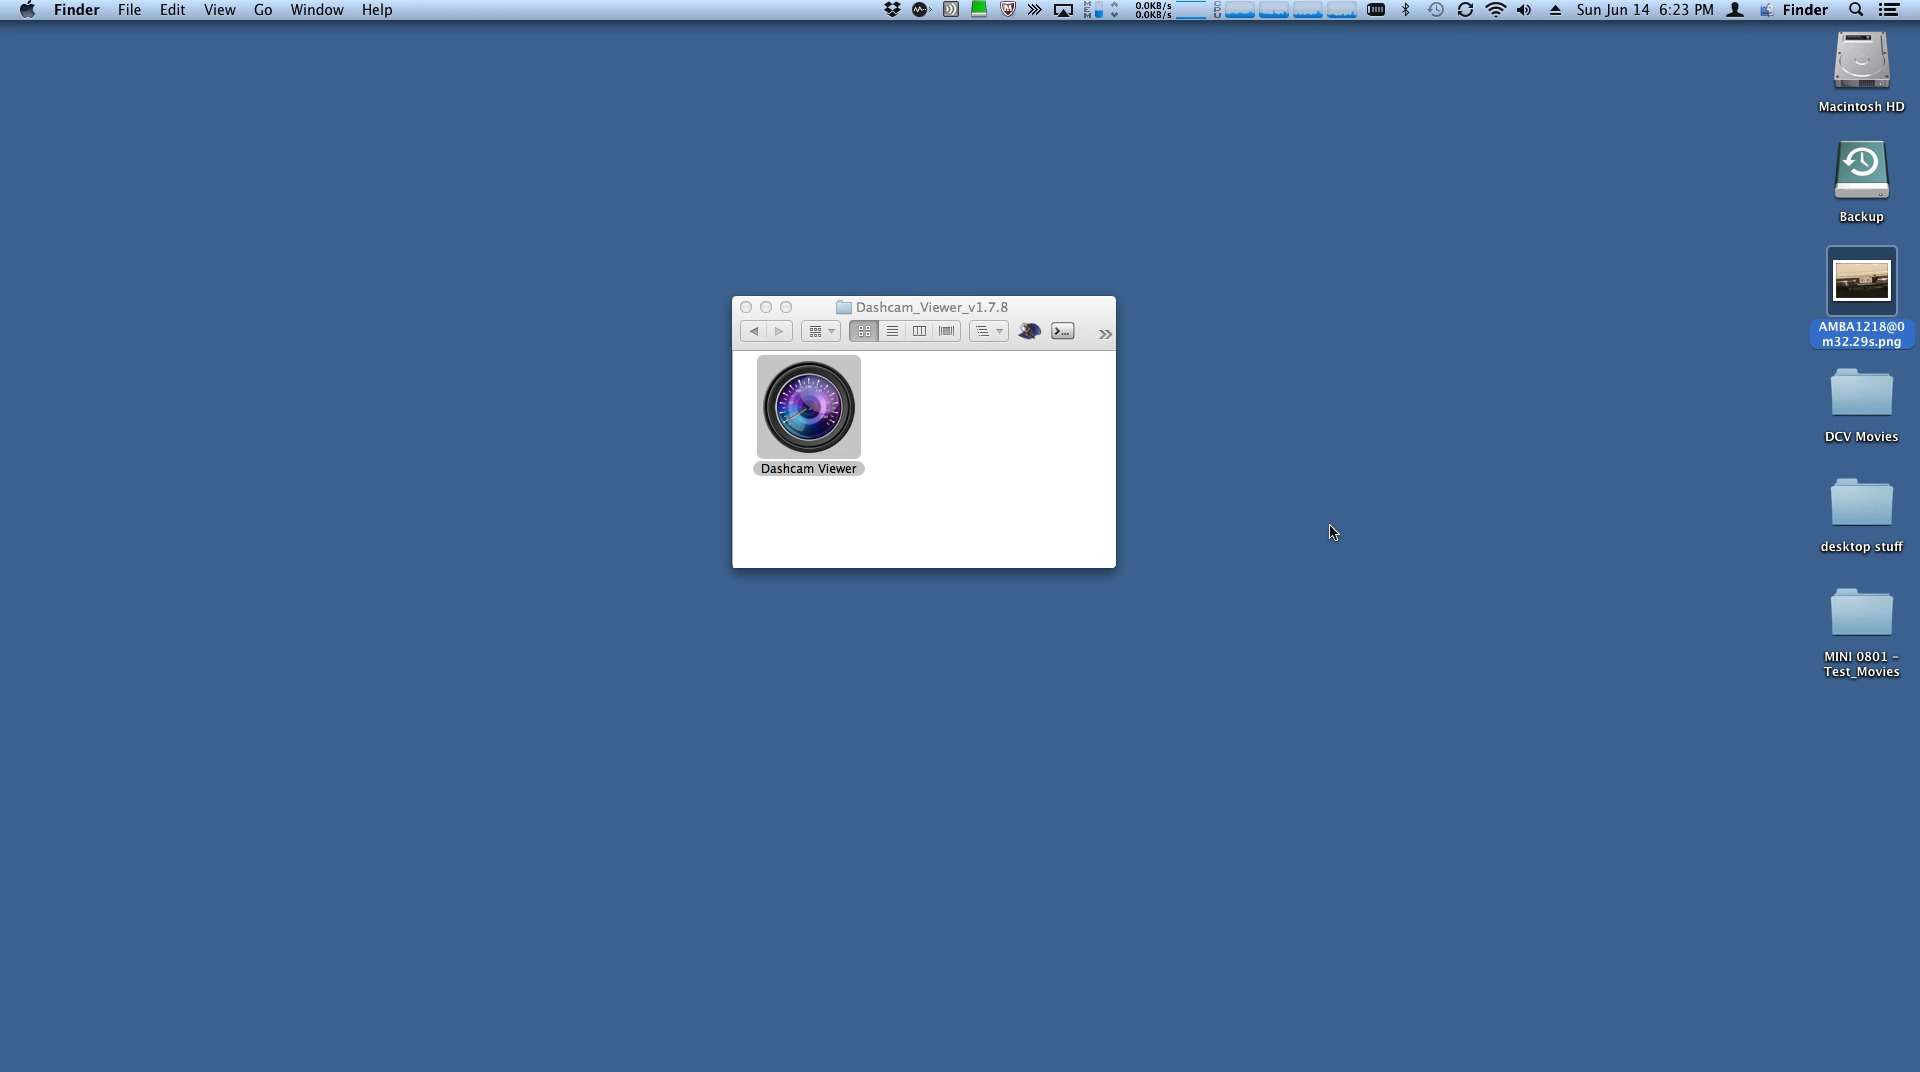 Finder File Edit View Go Window Help
0.0KB/s
0.0KB/s
Sun Jun 14 6:23 PM Finder
Macintosh HD
Backup
AMBA1218@0
m32.29s.png
DCV Movies
desktop stuff
MINI 0801 -
Test_Movies
Dashcam_Viewer_v1.7.8
Dashcam Viewer